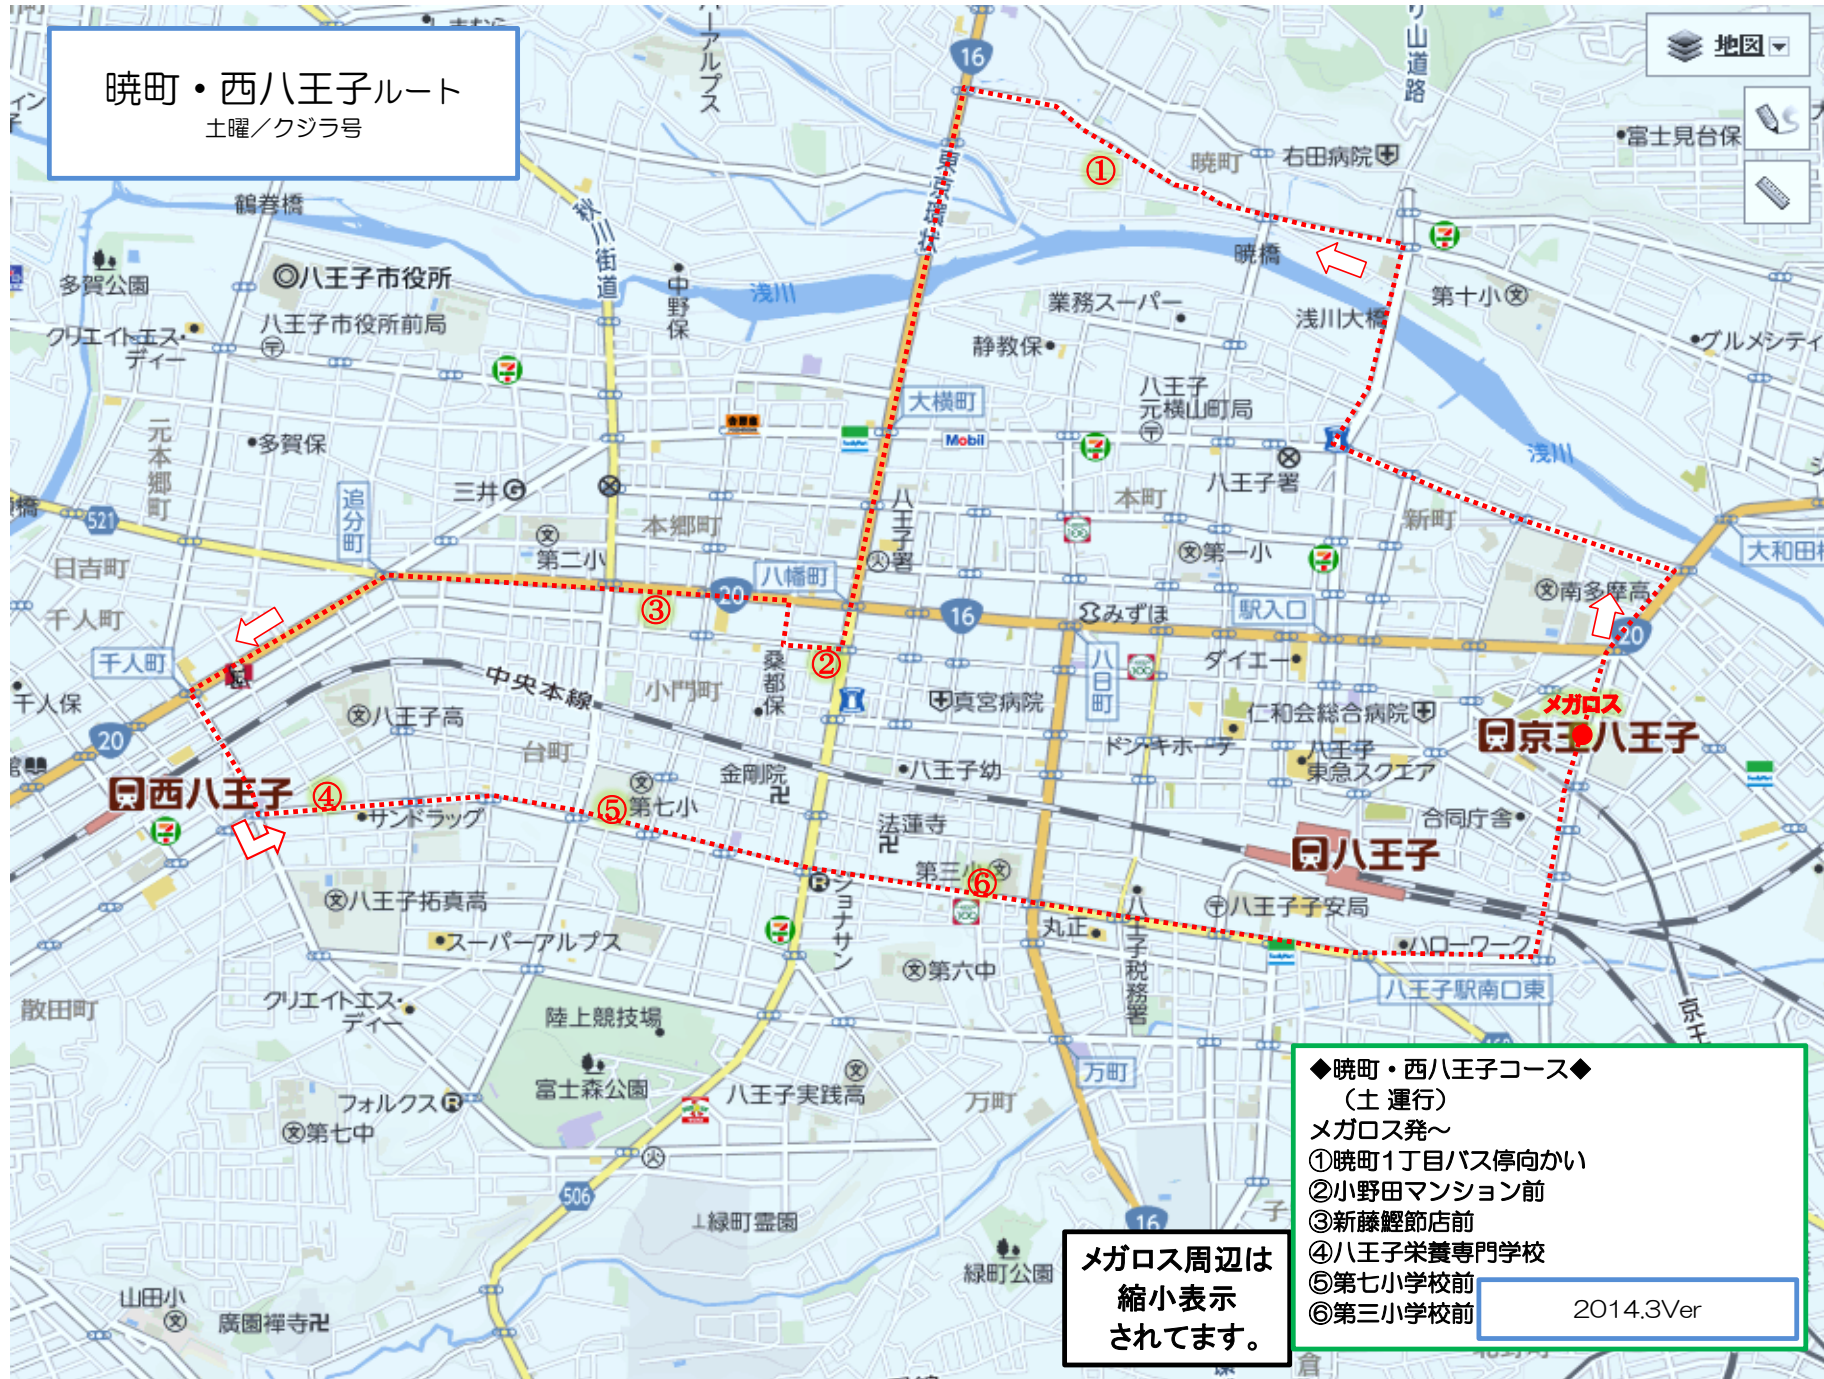 暁町・西八王子ルート
土曜／クジラ号
地図
16
アルプス
富士見台保
右田病院
暁町
①
鶴巻橋
秋川街道
多賀公園
◎八王子市役所
中野保
浅川
暁橋
業務スーパー
第十小
八王子市役所前局
浅川大橋
クリエイトエス・ディー
静教保
グルメシティ
八王子元横山町局
大横町
Mobil
元本郷町
多賀保
浅川
三井
八王子署
本町
追分町
521
本郷町
八王子署
新町
第二小
第一小
大和田橋
日吉町
八幡町
南多摩高
千人町
③
20
16
みずほ
駅入口
20
千人町
②
桑都保
八日町
ダイエー
中央本線
小門町
千人保
真宮病院
仁和会総合病院
メガロス
八王子高
京王八王子
20
台町
ドン・キホーテ
八王子東急スクエア
金剛院
八王子幼
西八王子
④
⑤
第七小
サンドラッグ
法蓮寺
合同庁舎
八王子
第三小
⑥
八王子拓真高
ジョナサン
八王子子安局
丸正
スーパーアルプス
ハローワーク
第六中
八王子税務署
八王子駅南口東
クリエイトエス・ディー
散田町
陸上競技場
富士森公園
八王子実践高
万町
万町
フォルクス
第七中
506
緑町霊園
16
緑町公園
山田小
廣園禅寺
メガロス周辺は
縮小表示
されてます。
◆暁町・西八王子コース◆
（土 運行）
メガロス発～
①暁町１丁目バス停向かい
②小野田マンション前
③新藤鰹節店前
④八王子栄養専門学校
⑤第七小学校前
⑥第三小学校前
2014.3Ver